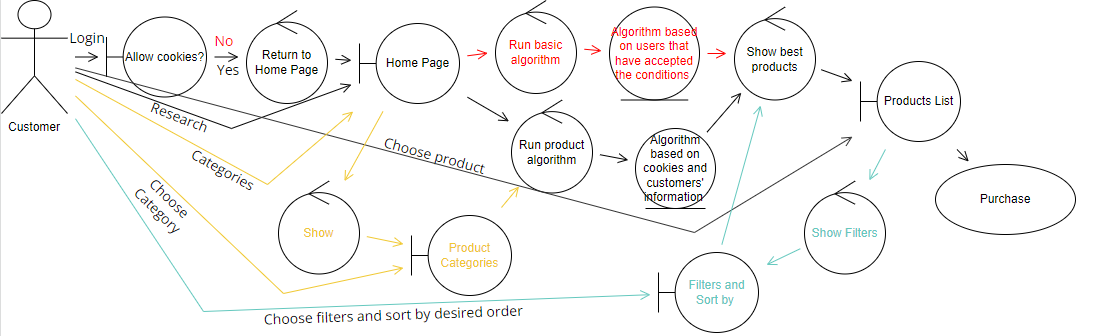 Customer
Login
Allow cookies?
No
Yes
Return to
Home Page
Home Page
Run basic
algorithm
Algorithm based
on users that
have accepted
the conditions
Show best
products
Products List
Research
Categories
Choose product
Run product
algorithm
Algorithm
based on
cookies and
customers'
information
Purchase
Choose
Category
Show
Product
Categories
Show Filters
Filters and
Sort by
Choose filters and sort by desired order